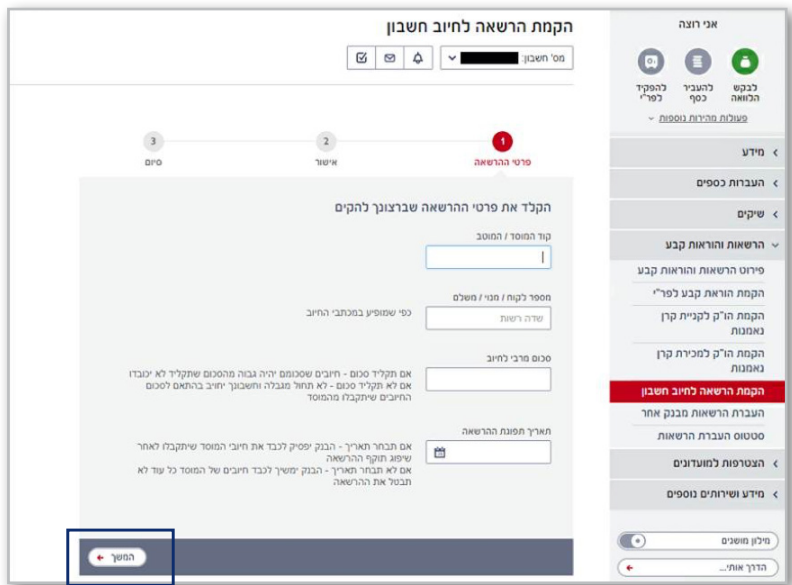 הקמת הרשאה לחיוב חשבון
מס' חשבון:
אני רוצה
לבקש הלוואה
להעביר כסף
להפקיד לפר"י
פעולות מהירות נוספות
מידע
העברות כספים
שיקים
הרשאות והוראות קבע
פירוט הרשאות והוראות קבע
הקמת הוראת קבע לפר"י
הקמת הו"ק לקניית קרן
נאמנות
הקמת הו"ק למכירת קרן
נאמנות
הקמת הרשאה לחיוב חשבון
העברת הרשאות מבנק אחר
סטטוס העברת הרשאות
הצטרפות למועדונים
מידע ושירותים נוספים
מילון מושגים
הדרך אותי...
1
פרטי ההרשאה
2
אישור
3
סיום
הקלד את פרטי ההרשאה שברצונך להקים
קוד המוסד / המוטב
מספר לקוח / מנוי / משלם
שדה רשות
כפי שמופיע במכתבי החיוב
סכום מרבי לחיוב
אם תקליד סכום - חיובים שסכומם יהיה גבוה מהסכום שתקליד לא יכובדו
אם לא תקליד סכום - לא תחול מגבלה וחשבונך יחויב בהתאם לסכום
החיובים שיתקבלו מהמוסד
תאריך תפוגת ההרשאה
אם תבחר תאריך - הבנק יפסיק לכבד את חיובי המוסד שיתקבלו לאחר
שיפוג תוקף ההרשאה
אם לא תבחר תאריך - הבנק ימשיך לכבד חיובים של המוסד כל עוד לא
תבטל את ההרשאה
המשך